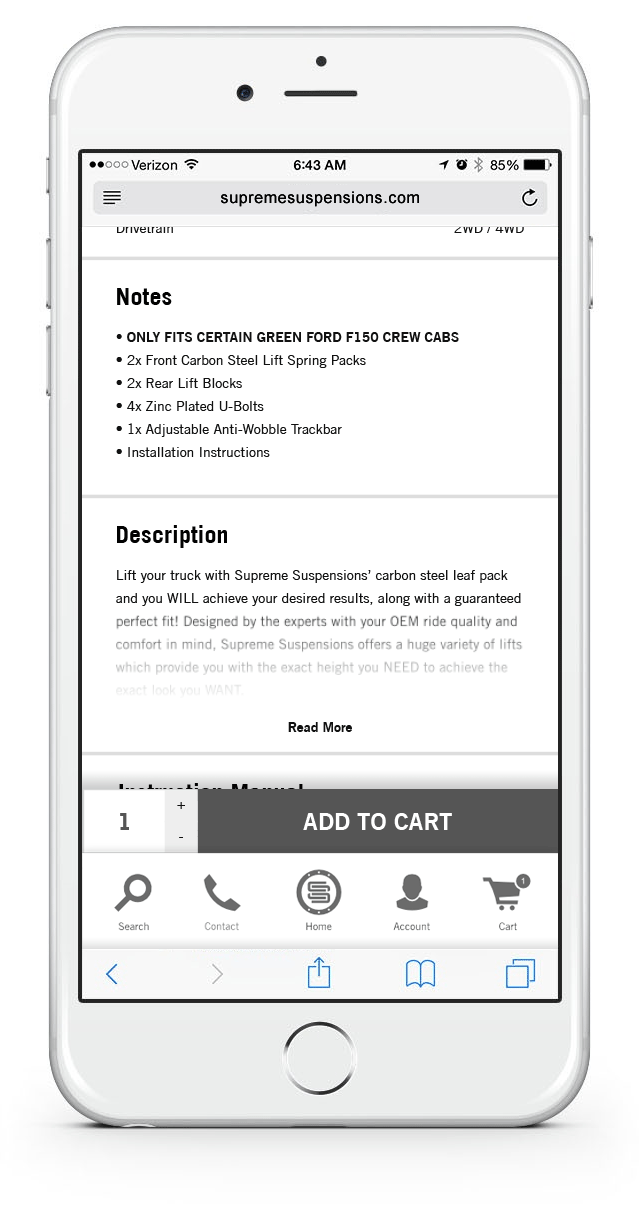 Verizon 6:43 AM 85%
supremesuspensions.com
Drivetrain 2WD / 4WD
Notes
• ONLY FITS CERTAIN GREEN FORD F150 CREW CABS
• 2x Front Carbon Steel Lift Spring Packs
• 2x Rear Lift Blocks
• 4x Zinc Plated U-Bolts
• 1x Adjustable Anti-Wobble Trackbar
• Installation Instructions
Description
Lift your truck with Supreme Suspensions’ carbon steel leaf pack
and you WILL achieve your desired results, along with a guaranteed
perfect fit! Designed by the experts with your OEM ride quality and
comfort in mind, Supreme Suspensions offers a huge variety of lifts
which provide you with the exact height you NEED to achieve the
exact look you WANT.
Read More
Instruction Manual
1 + -
ADD TO CART
1
Search Contact Home Account Cart